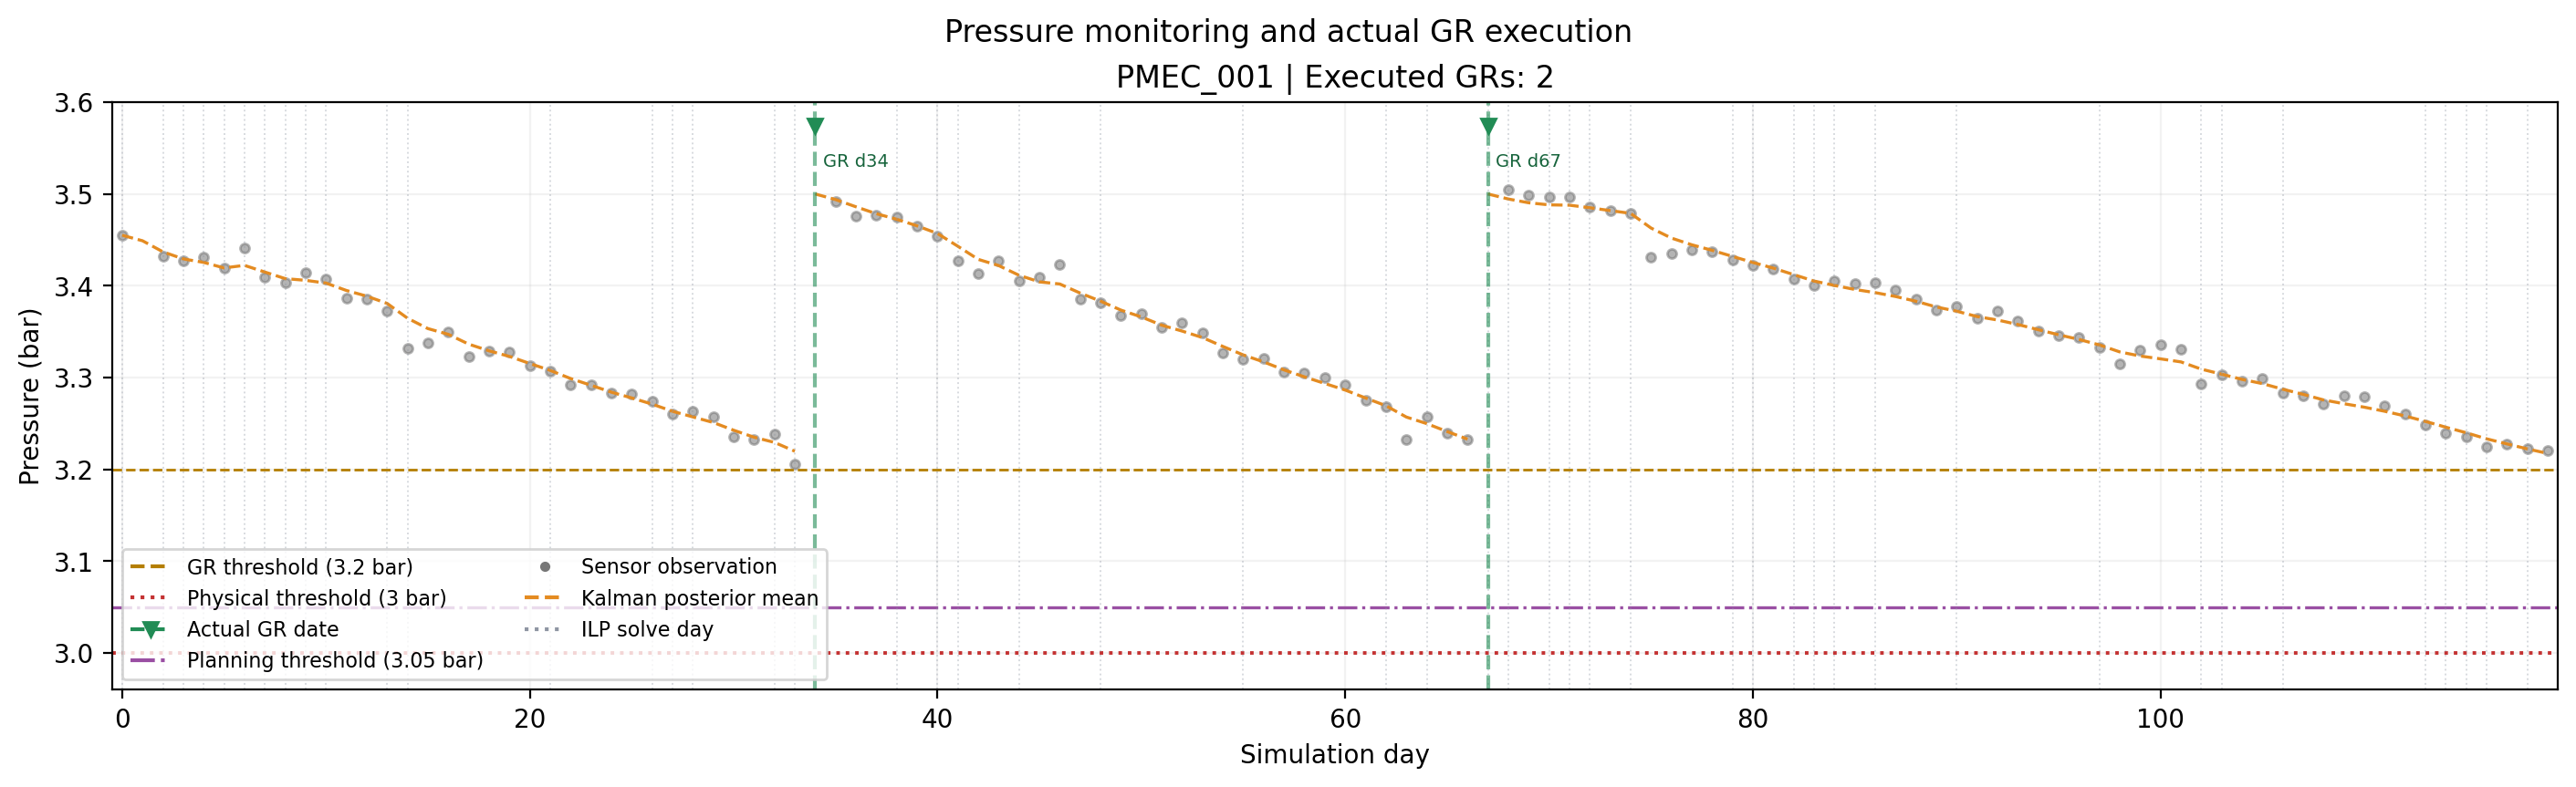 Pressure monitoring and actual GR execution
PMEC_001 | Executed GRs: 2
3.6
3.5
3.4
3.3
3.2
3.1
3.0
Pressure (bar)
GR d34
GR d67
GR threshold (3.2 bar)
Physical threshold (3 bar)
Actual GR date
Planning threshold (3.05 bar)
Sensor observation
Kalman posterior mean
ILP solve day
0 20 40 60 80 100
Simulation day